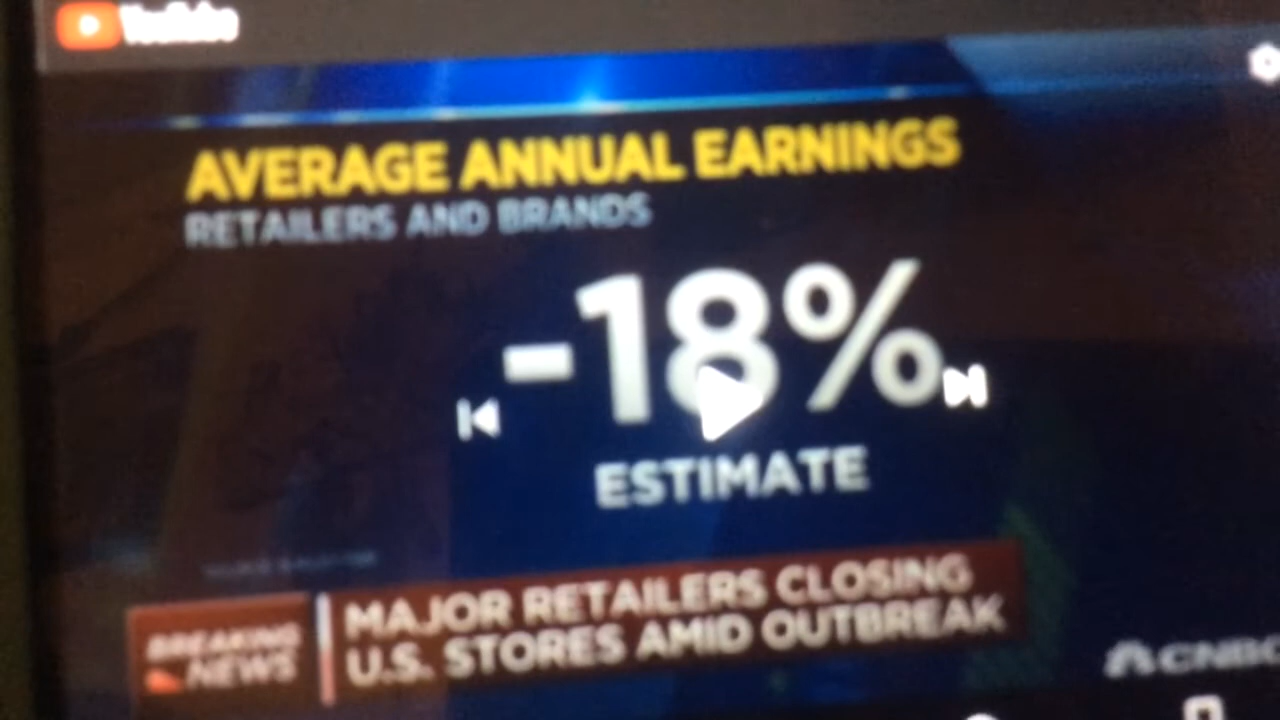 YouTube
AVERAGE ANNUAL EARNINGS
RETAILERS AND BRANDS
-18%
ESTIMATE
BREAKING
NEWS
MAJOR RETAILERS CLOSING
U.S. STORES AMID OUTBREAK
CNBC